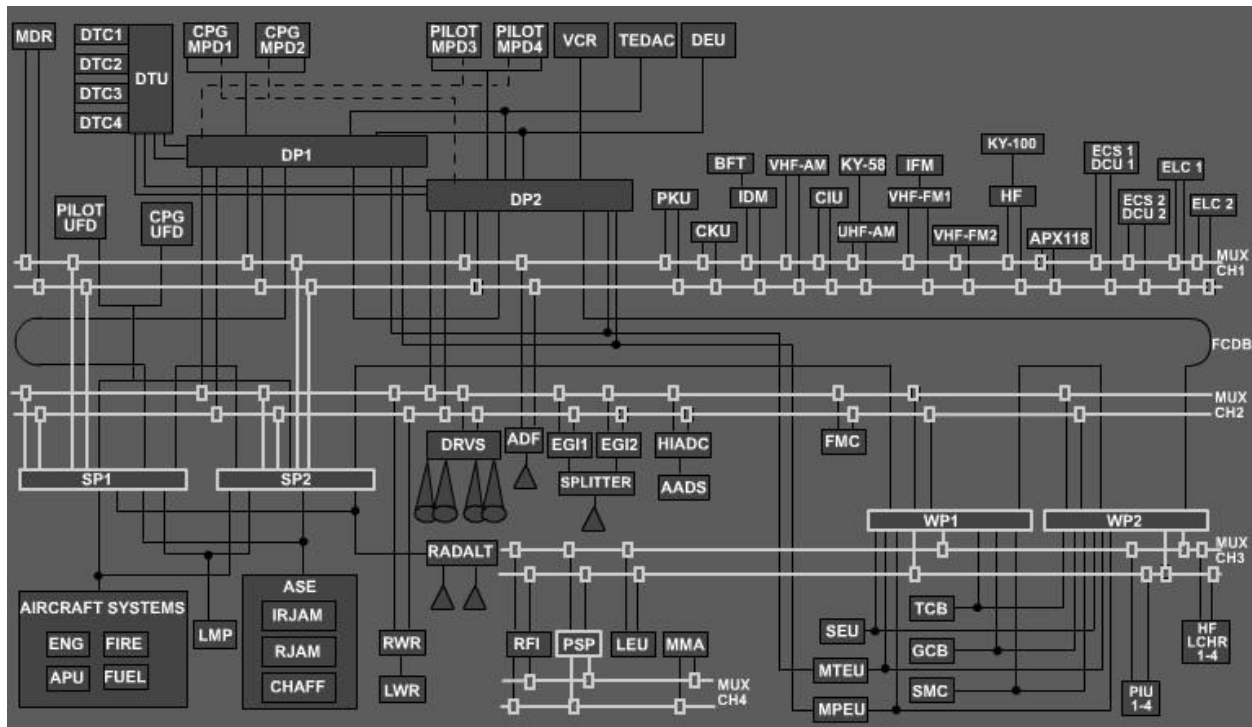 MDR
DTC1
DTC2
DTC3
DTC4
DTU
CPG
MPD1
CPG
MPD2
PILOT
MPD3
PILOT
MPD4
VCR
TEDAC
DEU
DP1
DP2
PILOT
UFD
CPG
UFD
PKU
CKU
BFT
IDM
VHF-AM
CIU
KY-58
UHF-AM
IFM
VHF-FM1
VHF-FM2
KY-100
HF
APX118
ECS 1
DCU 1
ECS 2
DCU 2
ELC 1
ELC 2
MUX
CH1
FCDB
MUX
CH2
SP1
SP2
DRVS
ADF
EGI1
EGI2
SPLITTER
HIADC
AADS
FMC
WP1
WP2
RADALT
MUX
CH3
AIRCRAFT SYSTEMS
ENG
FIRE
APU
FUEL
LMP
ASE
IRJAM
RJAM
CHAFF
RWR
LWR
RFI
PSP
LEU
MMA
MUX
CH4
TCB
SEU
GCB
MTEU
SMC
MPEU
PIU
1-4
HF
LCHR
1-4